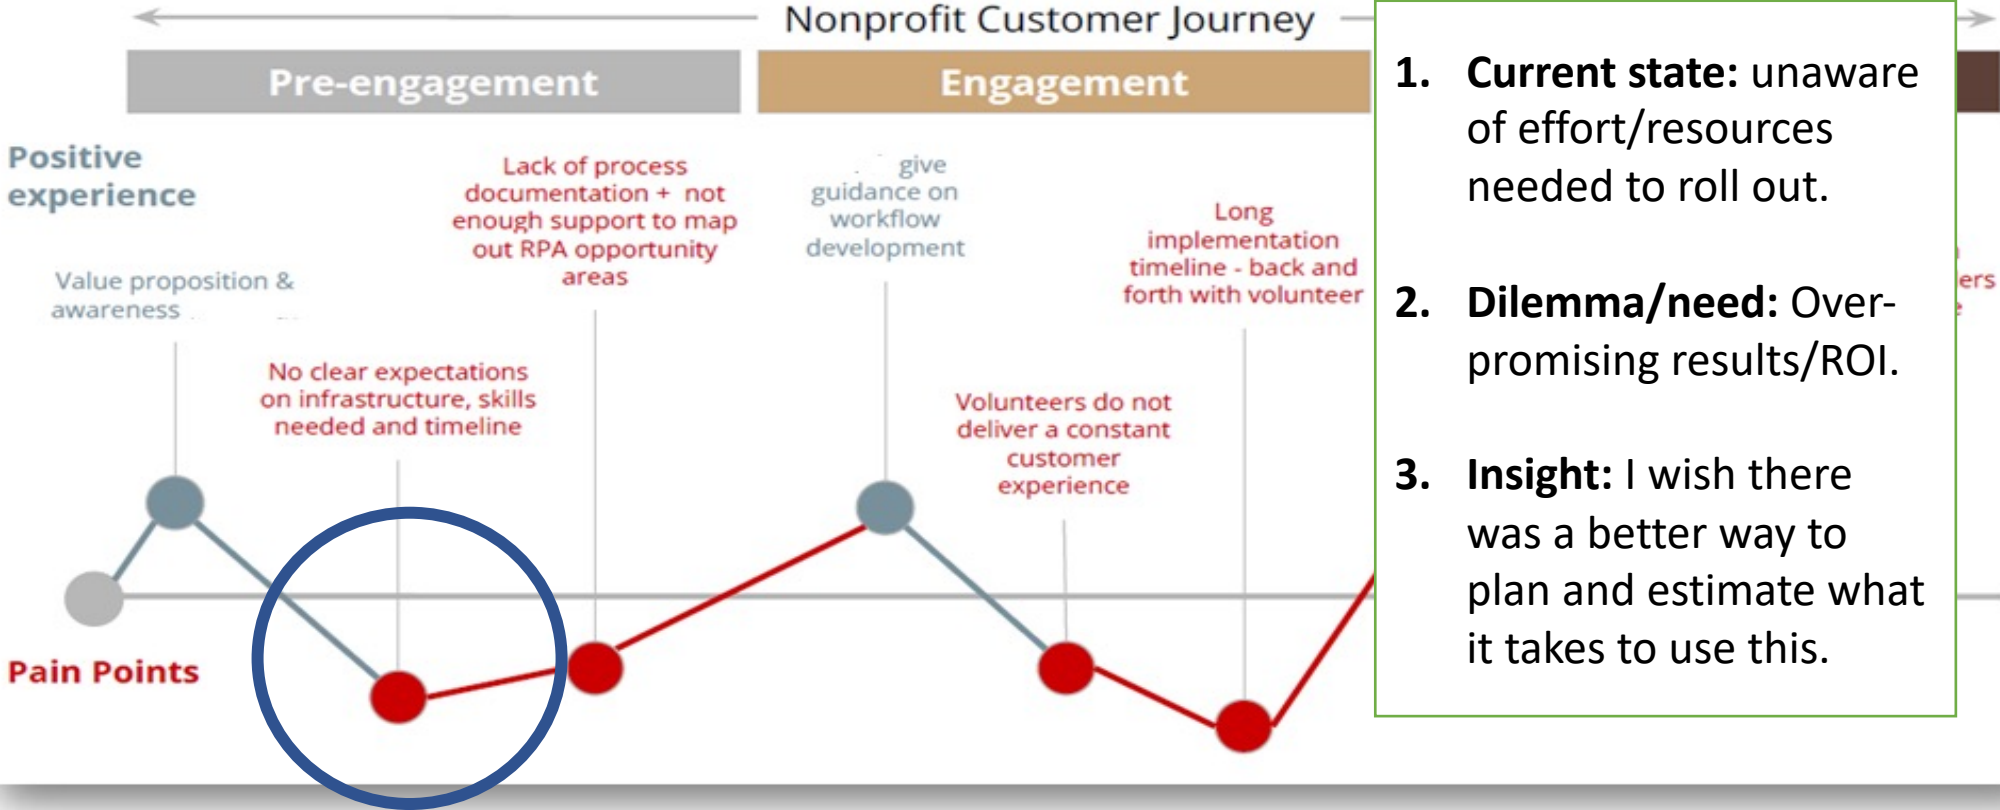 Nonprofit Customer Journey
Pre-engagement
Engagement
Positive
experience
Value proposition &
awareness
No clear expectations
on infrastructure, skills
needed and timeline
Lack of process
documentation + not
enough support to map
out RPA opportunity
areas
give
guidance on
workflow
development
Volunteers do not
deliver a constant
customer
experience
Long
implementation
timeline - back and
forth with volunteer
Pain Points
1. Current state: unaware
of effort/resources
needed to roll out.
2. Dilemma/need: Over-
promising results/ROI.
3. Insight: I wish there
was a better way to
plan and estimate what
it takes to use this.
ers